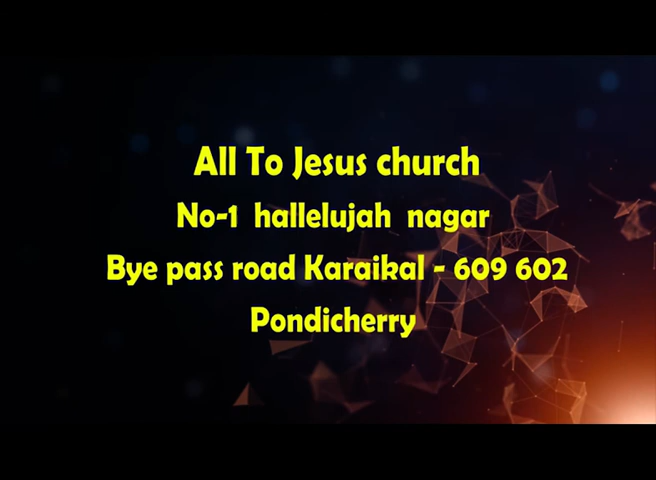 All To Jesus church
No-1 hallelujah nagar
Bye pass road Karaikal - 609 602
Pondicherry